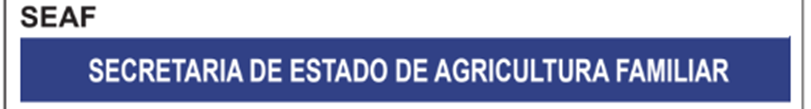 SEAF
SECRETARIA DE ESTADO DE AGRICULTURA FAMILIAR